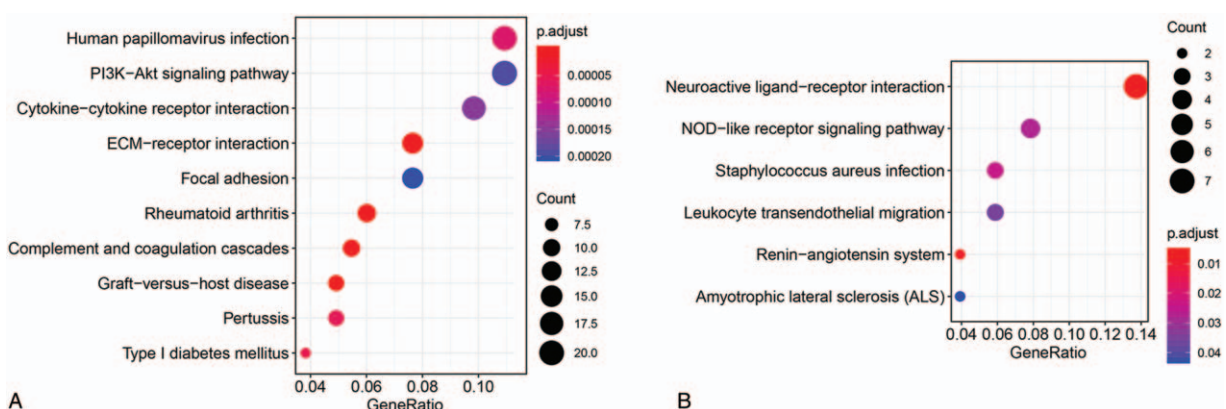 Human papillomavirus infection
PI3K−Akt signaling pathway
Cytokine−cytokine receptor interaction
ECM−receptor interaction
Focal adhesion
Rheumatoid arthritis
Complement and coagulation cascades
Graft−versus−host disease
Pertussis
Type I diabetes mellitus
0.04 0.06 0.08 0.10
GeneRatio
p.adjust
0.00005
0.00010
0.00015
0.00020
Count
7.5
10.0
12.5
15.0
17.5
20.0
A
Neuroactive ligand−receptor interaction
NOD−like receptor signaling pathway
Staphylococcus aureus infection
Leukocyte transendothelial migration
Renin−angiotensin system
Amyotrophic lateral sclerosis (ALS)
0.04 0.06 0.08 0.10 0.12 0.14
GeneRatio
Count
2
3
4
5
6
7
p.adjust
0.01
0.02
0.03
0.04
B